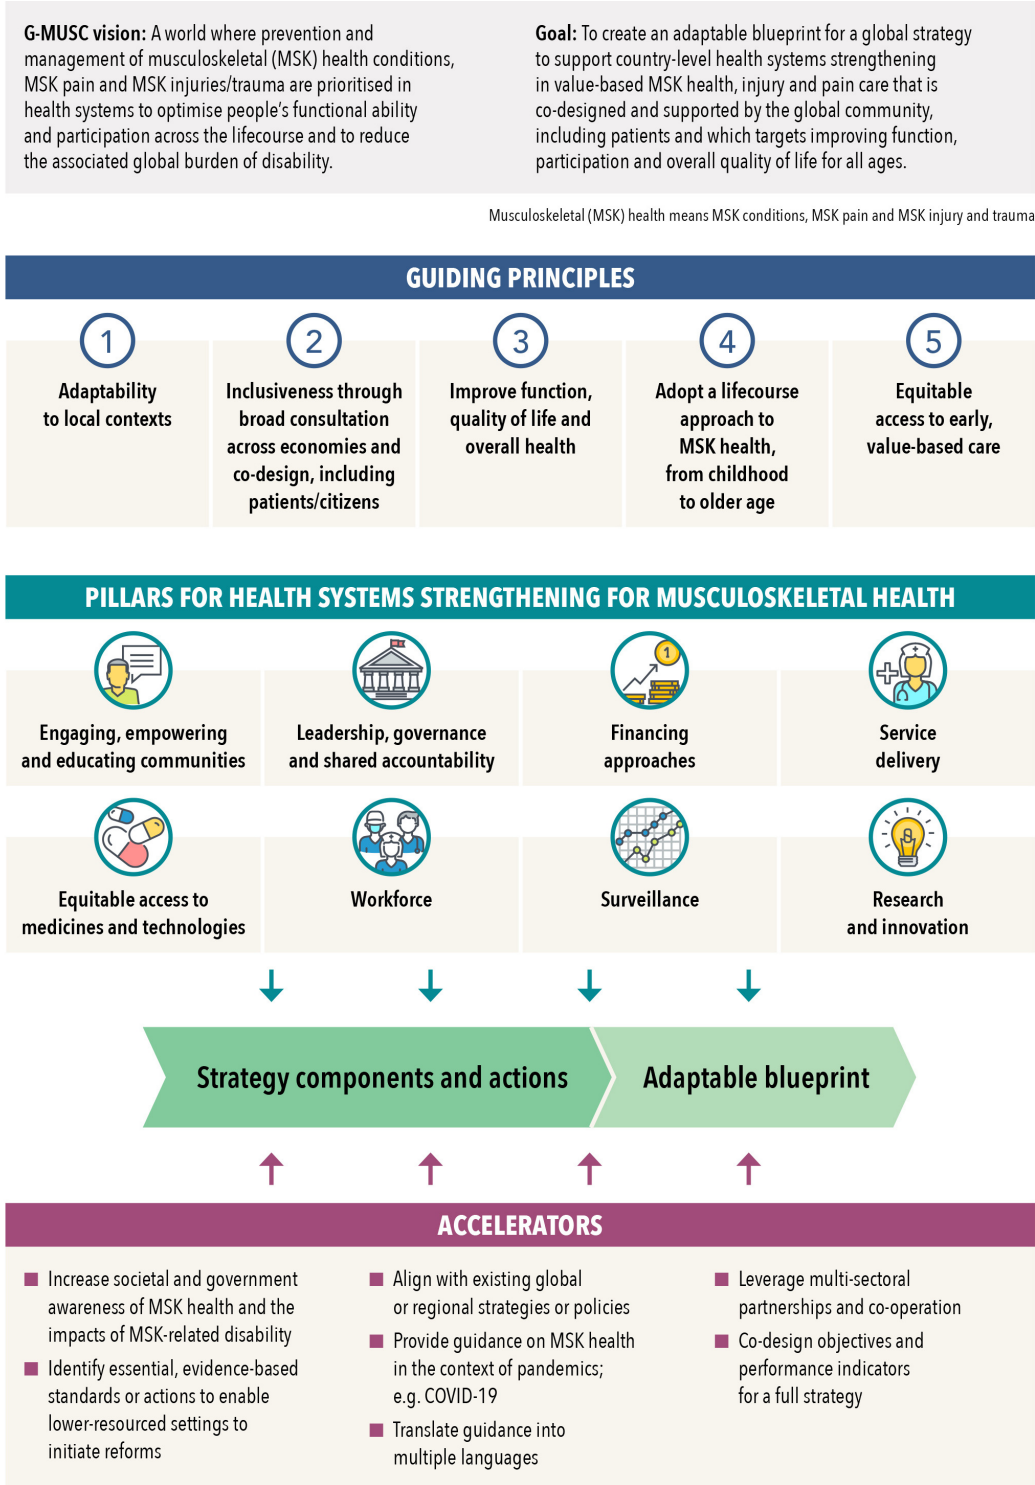 G-MUSC vision: A world where prevention and
management of musculoskeletal (MSK) health conditions,
MSK pain and MSK injuries/trauma are prioritised in
health systems to optimise people's functional ability
and participation across the lifecourse and to reduce
the associated global burden of disability.
Goal: To create an adaptable blueprint for a global strategy
to support country-level health systems strengthening
in value-based MSK health, injury and pain care that is
co-designed and supported by the global community,
including patients and which targets improving function,
participation and overall quality of life for all ages.
Musculoskeletal (MSK) health means MSK conditions, MSK pain and MSK injury and trauma
GUIDING PRINCIPLES
1
Adaptability
to local contexts
2
Inclusiveness through
broad consultation
across economies and
co-design, including
patients/citizens
3
Improve function,
quality of life and
overall health
4
Adopt a lifecourse
approach to
MSK health,
from childhood
to older age
5
Equitable
access to early,
value-based care
PILLARS FOR HEALTH SYSTEMS STRENGTHENING FOR MUSCULOSKELETAL HEALTH
Engaging, empowering
and educating communities
Leadership, governance
and shared accountability
1
Financing
approaches
Service
delivery
Equitable access to
medicines and technologies
Workforce
Surveillance
Research
and innovation
Strategy components and actions
Adaptable blueprint
ACCELERATORS
Increase societal and government
awareness of MSK health and the
impacts of MSK-related disability
Identify essential, evidence-based
standards or actions to enable
lower-resourced settings to
initiate reforms
Align with existing global
or regional strategies or policies
Provide guidance on MSK health
in the context of pandemics;
e.g. COVID-19
Translate guidance into
multiple languages
Leverage multi-sectoral
partnerships and co-operation
Co-design objectives and
performance indicators
for a full strategy